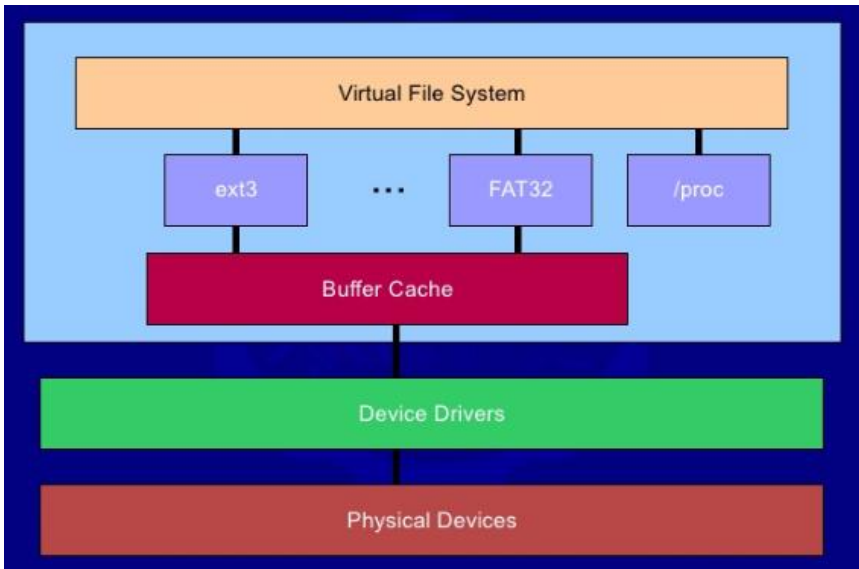 Virtual File System
ext3
...
FAT32
/proc
Buffer Cache
Device Drivers
Physical Devices